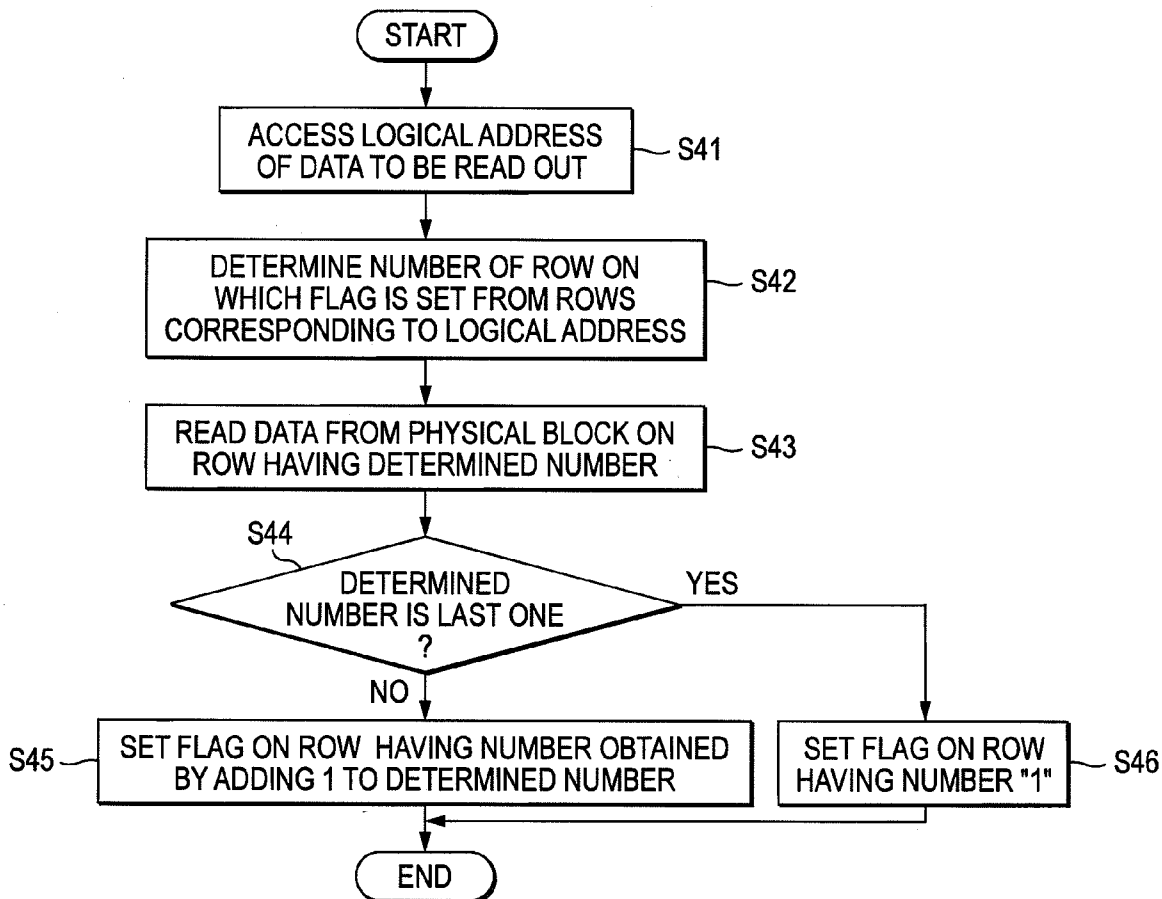 START
ACCESS LOGICAL ADDRESS
OF DATA TO BE READ OUT
S41
DETERMINE NUMBER OF ROW ON
WHICH FLAG IS SET FROM ROWS
CORRESPONDING TO LOGICAL ADDRESS
S42
READ DATA FROM PHYSICAL BLOCK ON
ROW HAVING DETERMINED NUMBER
S43
S44
DETERMINED
NUMBER IS LAST ONE
?
YES
NO
S45
SET FLAG ON ROW HAVING NUMBER OBTAINED
BY ADDING 1 TO DETERMINED NUMBER
SET FLAG ON ROW
HAVING NUMBER "1"
S46
END